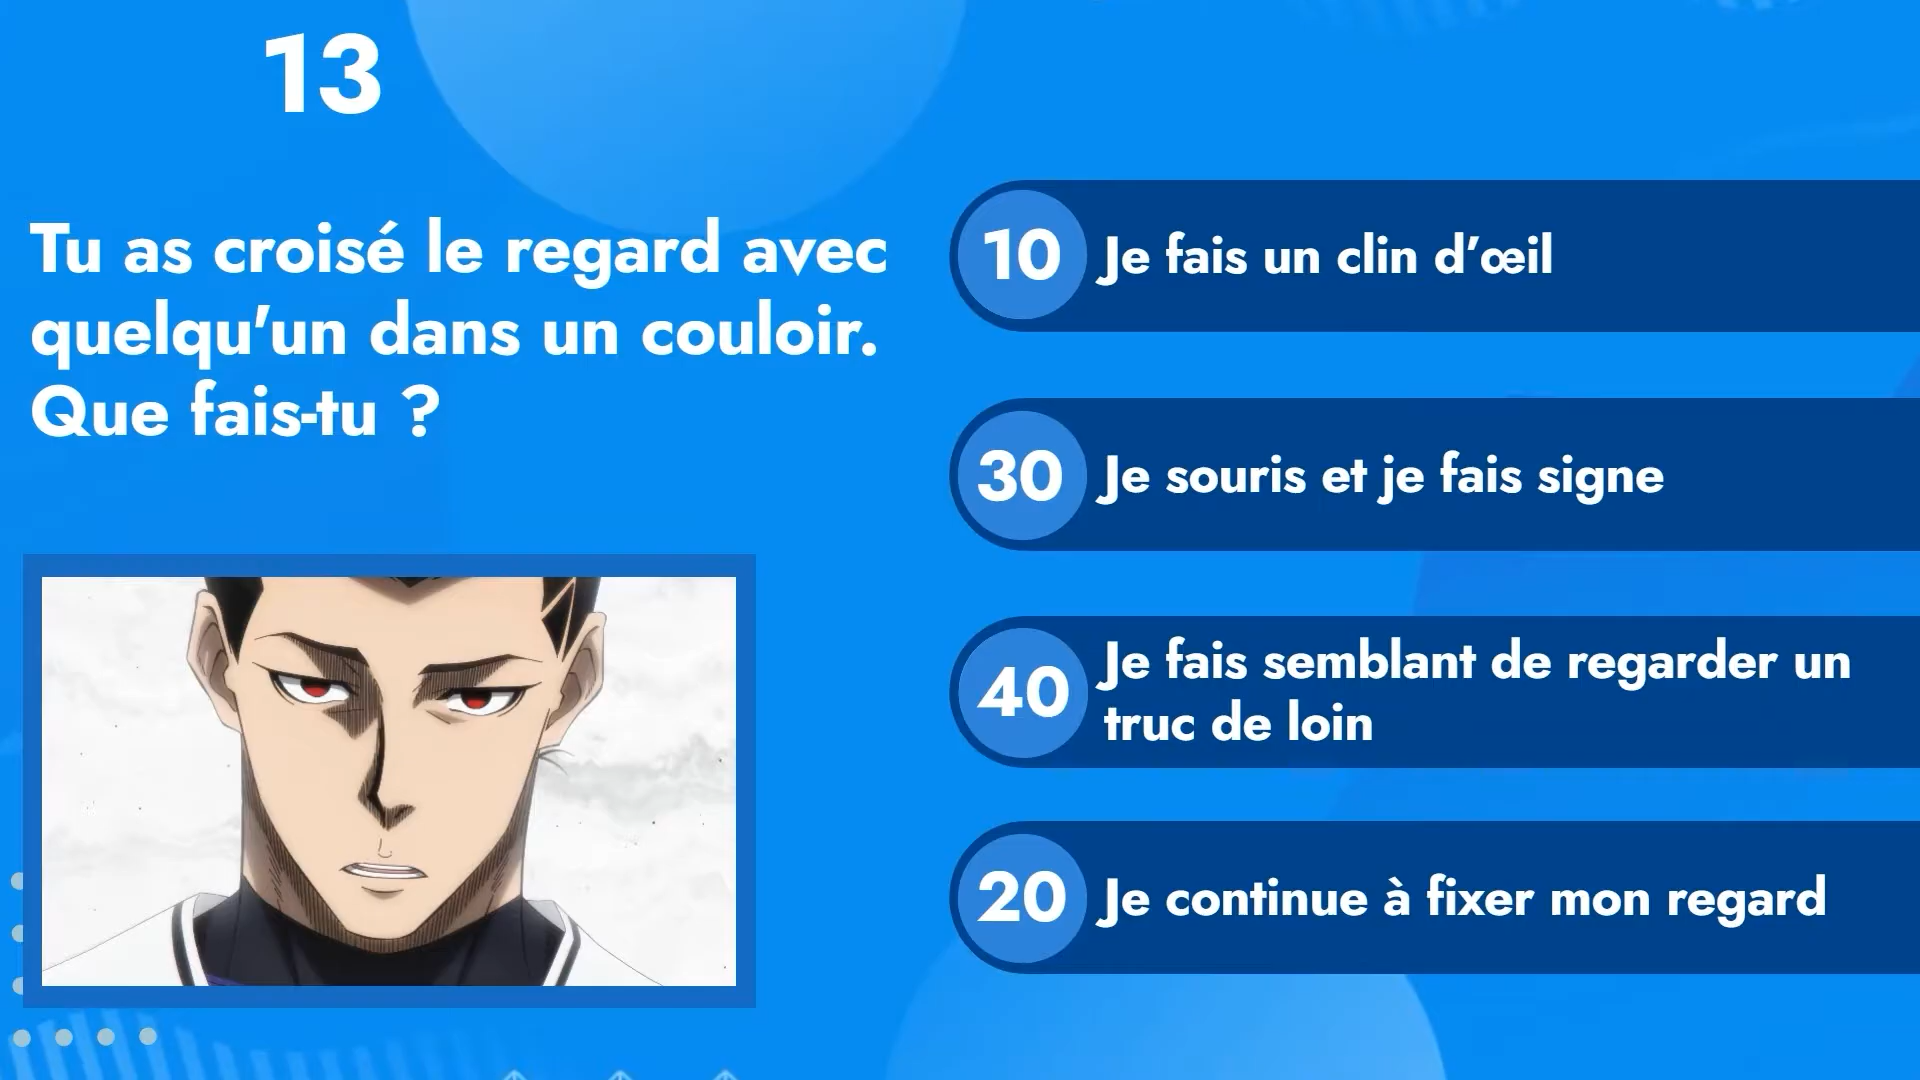 13
Tu as croisé le regard avec
quelqu'un dans un couloir.
Que fais-tu ?
10 Je fais un clin d’œil
30 Je souris et je fais signe
40 Je fais semblant de regarder un
truc de loin
20 Je continue à fixer mon regard